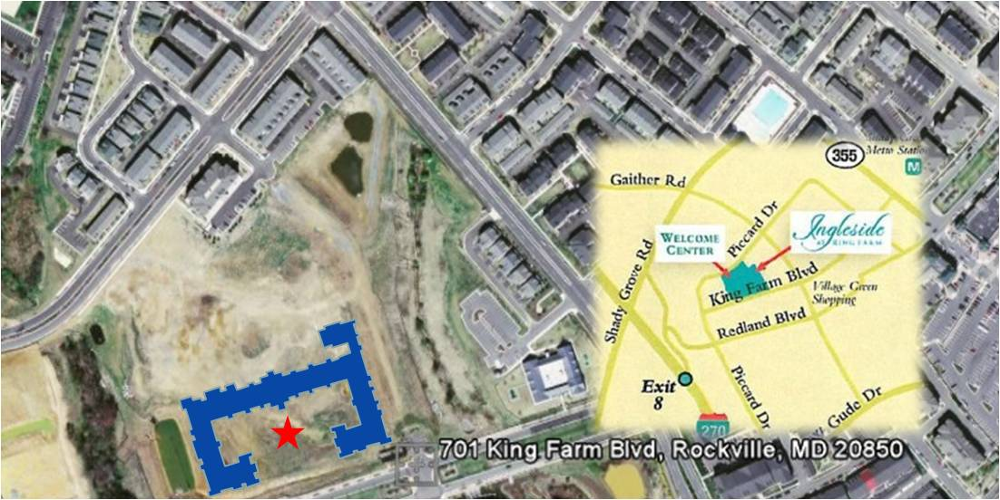 355
Metro Statio
M
Gaither Rd
Piccard Dr
Ingleside
AT KING FARM
WELCOME
CENTER
Shady Grove Rd
King Farm Blvd
Village Green
Shopping
Redland Blvd
Exit
8
Piccard Dr
W Gude Dr
270
701 King Farm Blvd, Rockville, MD 20850